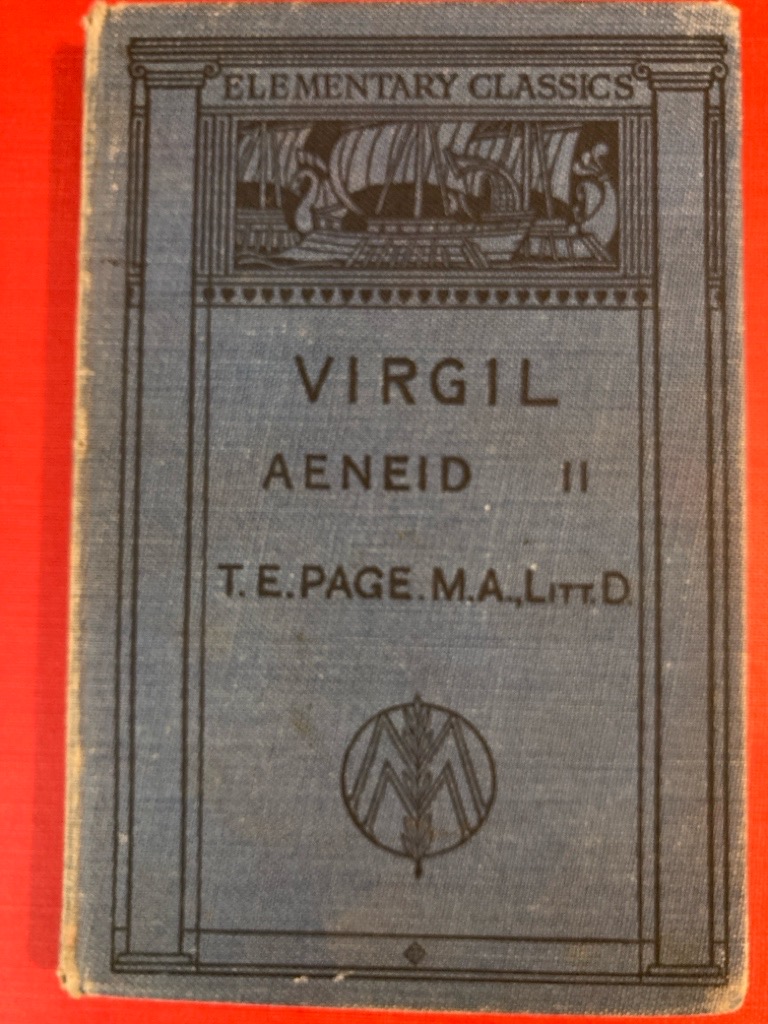 ELEMENTARY CLASSICS
VIRGIL
AENEID II
T. E. PAGE. M.A., LITT. D.
M M